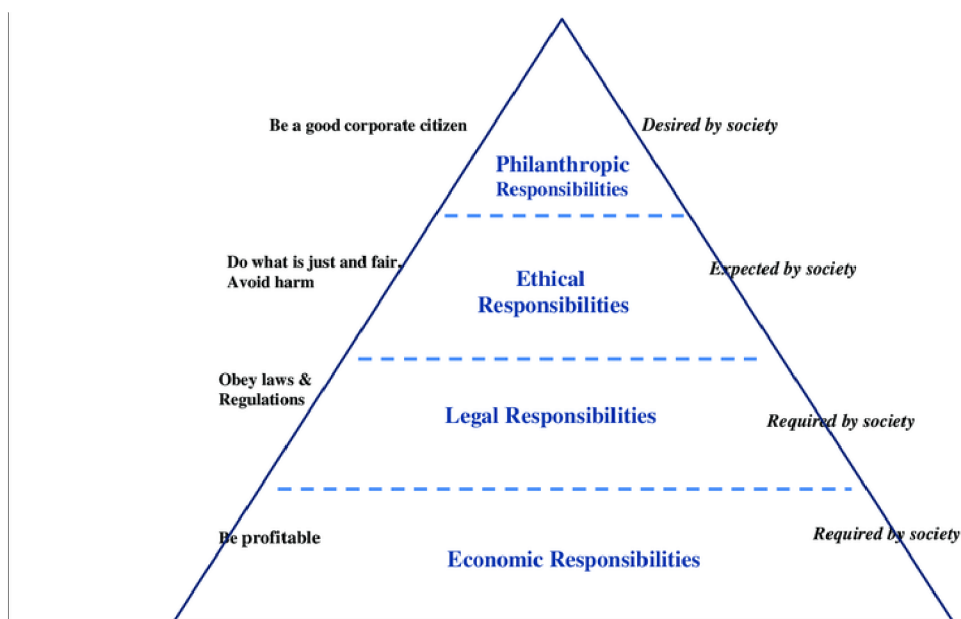 Be a good corporate citizen
Desired by society
Philanthropic
Responsibilities
Do what is just and fair,
Avoid harm
Expected by society
Ethical
Responsibilities
Obey laws &
Regulations
Legal Responsibilities
Required by society
Be profitable
Required by society
Economic Responsibilities